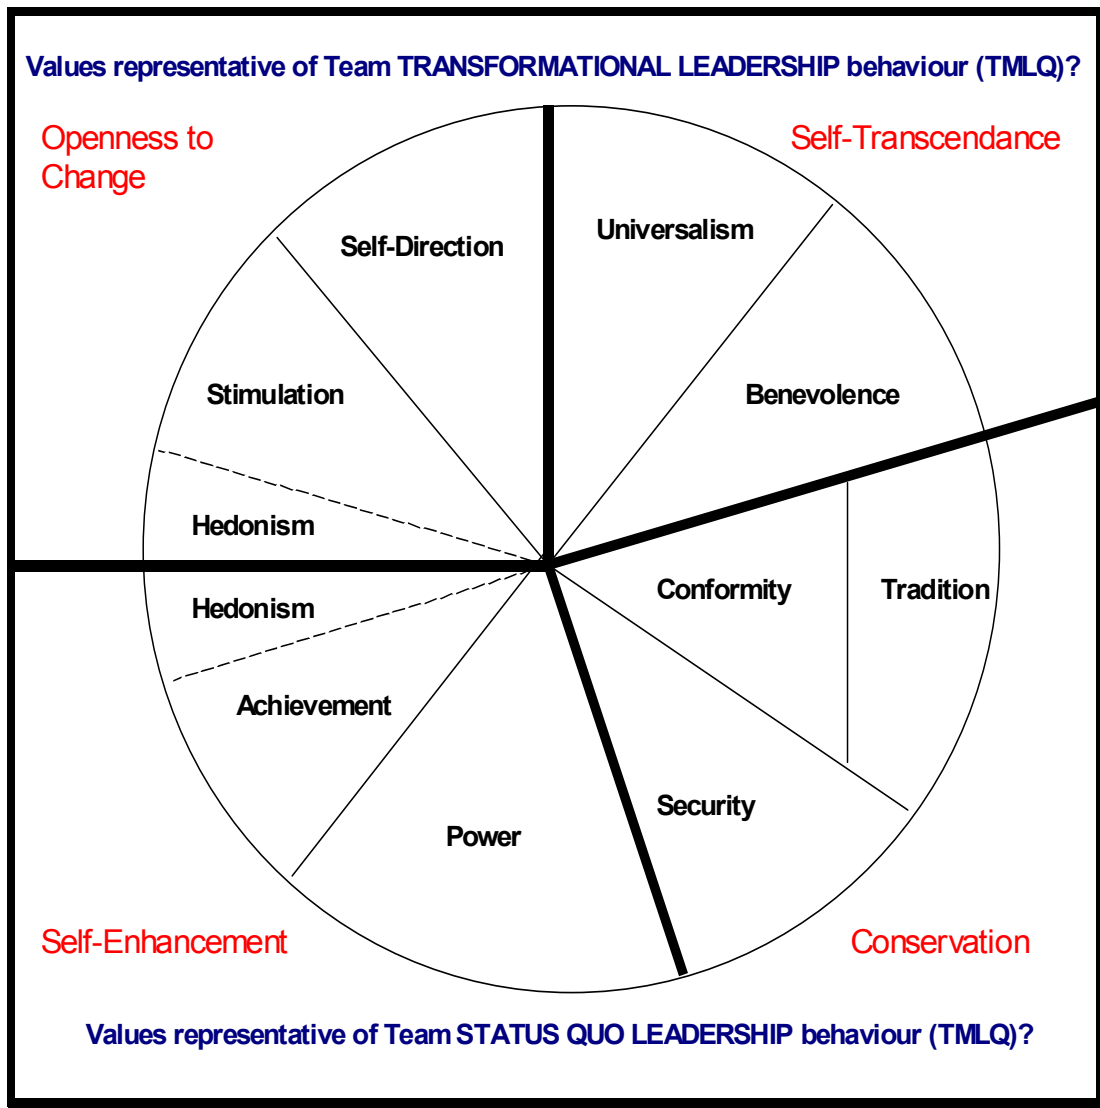 Values representative of Team TRANSFORMATIONAL LEADERSHIP behaviour (TMLQ)?
Openness to
Change
Self-Transcendance
Self-Direction
Universalism
Stimulation
Benevolence
Hedonism
Hedonism
Conformity
Tradition
Achievement
Security
Power
Self-Enhancement
Conservation
Values representative of Team STATUS QUO LEADERSHIP behaviour (TMLQ)?